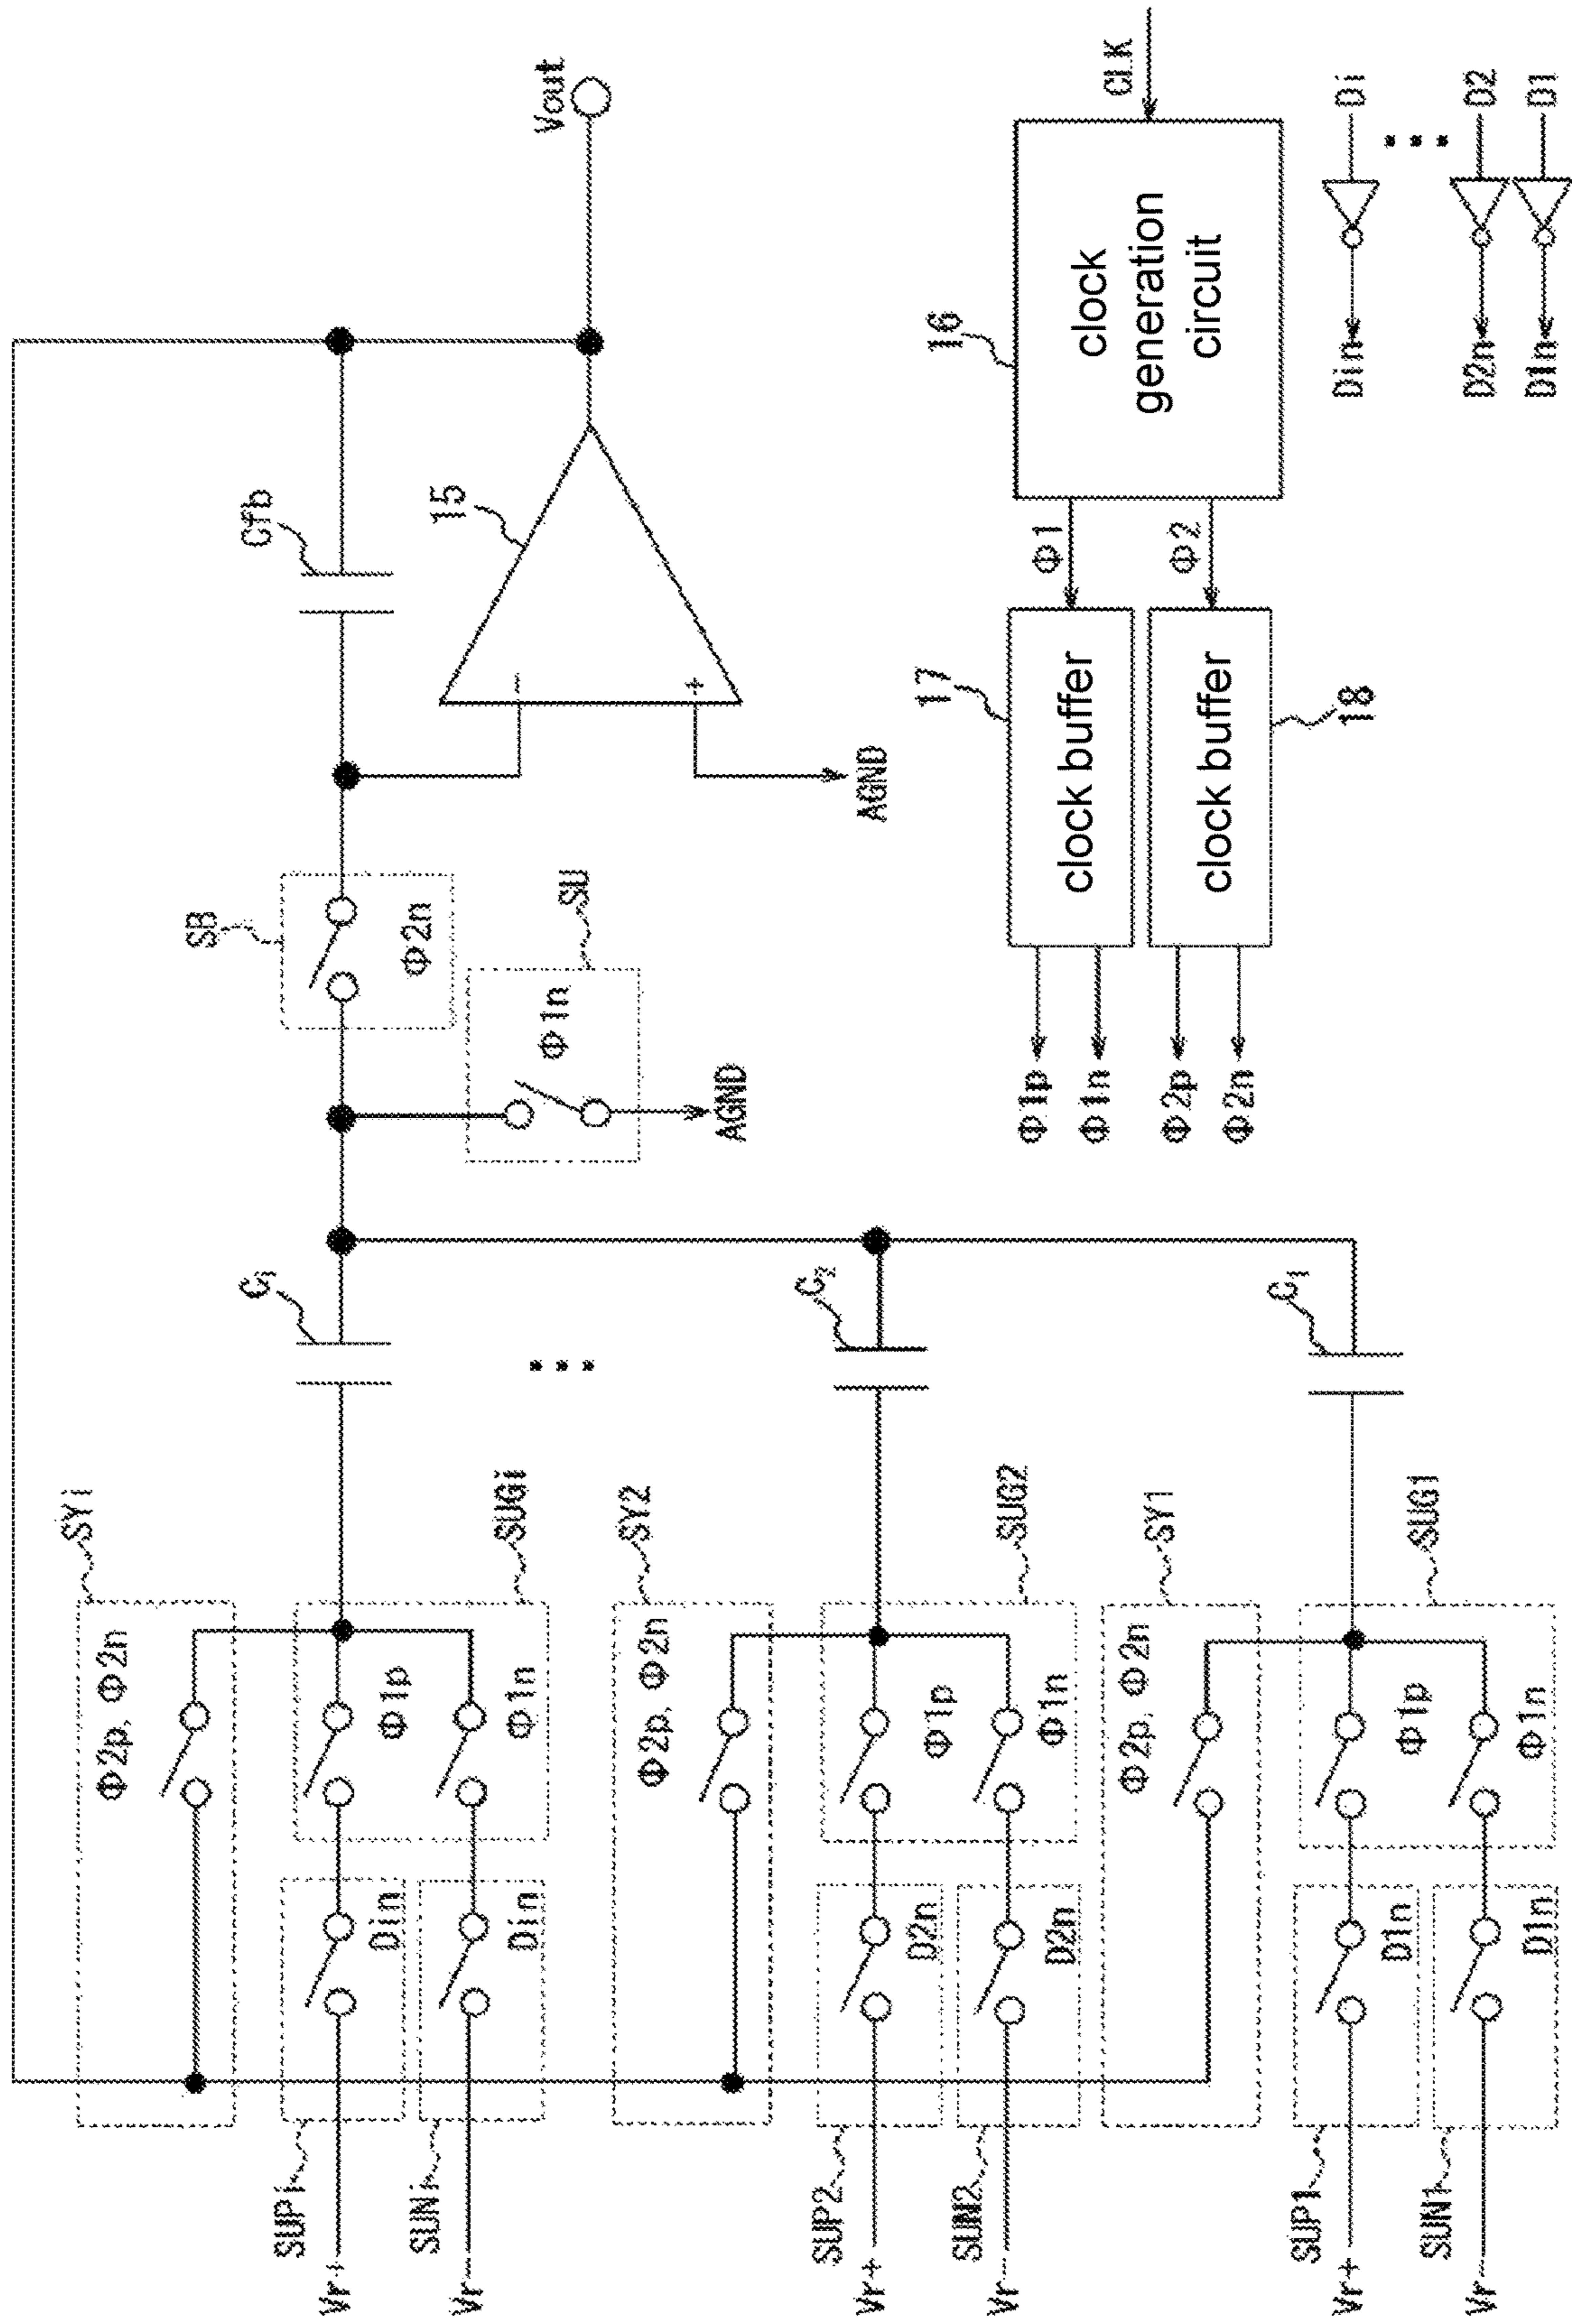 SYi
Φ2p, Φ2n
SUPi
Vr+
Din
Φ1p
SUNi
Vr-
Din
Φ1n
SUGi
Ci
SB
Φ2n
SU
Φ1n
AGND
Cfb
15
-
+
AGND
Vout
SY2
Φ2p, Φ2n
SUP2
Vr+
D2n
Φ1p
SUN2
Vr-
D2n
Φ1n
SUG2
C2
SY1
Φ2p, Φ2n
SUP1
Vr+
D1n
Φ1p
SUN1
Vr-
D1n
Φ1n
SUG1
C1
Φ1p
Φ1n
17
clock buffer
Φ1
Φ2p
Φ2n
18
clock buffer
Φ2
16
clock
generation
circuit
CLK
Din
Di
D2n
D2
D1n
D1